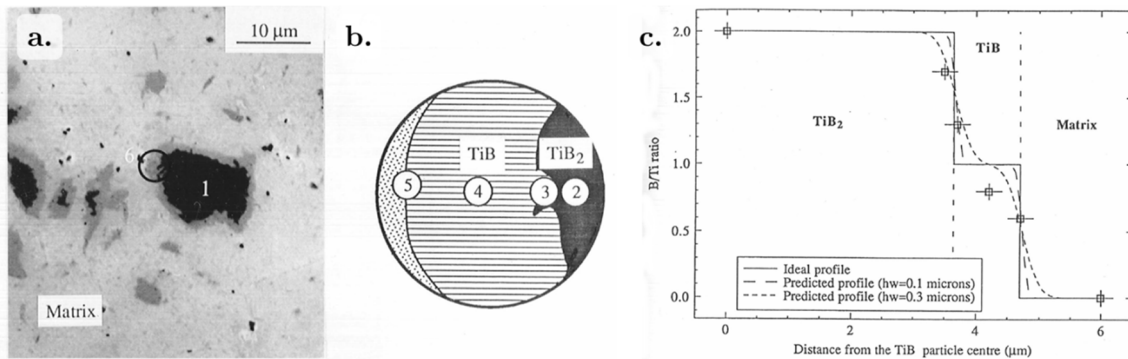 a.
10 µm
6
1
2
Matrix
b.
TiB
TiB₂
5
4
3
2
c.
B/Ti ratio
2.0
1.5
1.0
0.5
0.0
TiB
TiB₂
Matrix
Ideal profile
Predicted profile (hw=0.1 microns)
Predicted profile (hw=0.3 microns)
0
2
4
6
Distance from the TiB particle centre (µm)